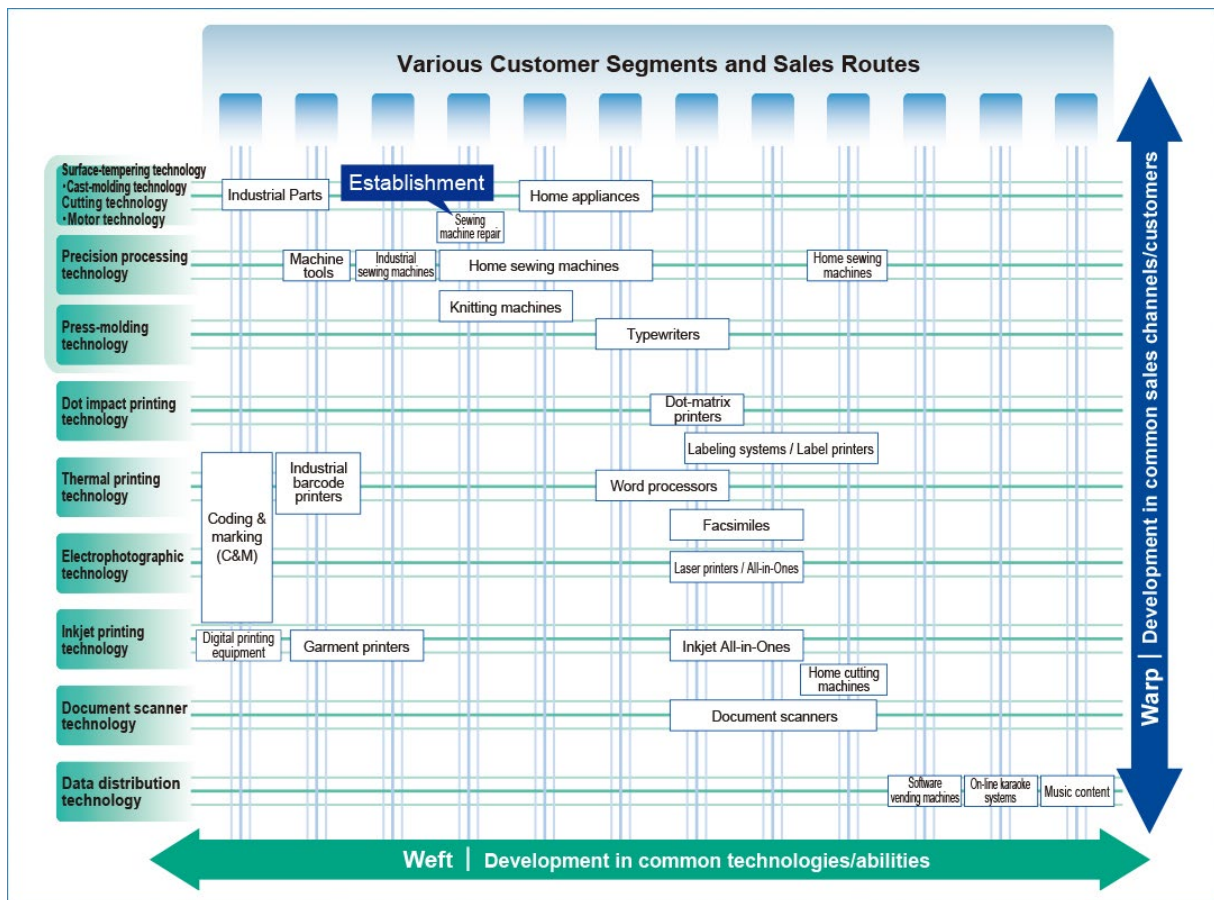 Various Customer Segments and Sales Routes
Surface-tempering technology
・Cast-molding technology
Cutting technology
・Motor technology
Industrial Parts
Establishment
Home appliances
Sewing
machine repair
Precision processing
technology
Machine
tools
Industrial
sewing machines
Home sewing machines
Home sewing
machines
Knitting machines
Press-molding
technology
Typewriters
Dot impact printing
technology
Dot-matrix
printers
Labeling systems / Label printers
Thermal printing
technology
Coding &
marking
(C&M)
Industrial
barcode
printers
Word processors
Facsimiles
Electrophotographic
technology
Laser printers / All-in-Ones
Inkjet printing
technology
Digital printing
equipment
Garment printers
Inkjet All-in-Ones
Home cutting
machines
Document scanner
technology
Document scanners
Data distribution
technology
Software
vending machines
On-line karaoke
systems
Music content
Weft | Development in common technologies/abilities
Warp | Development in common sales channels/customers